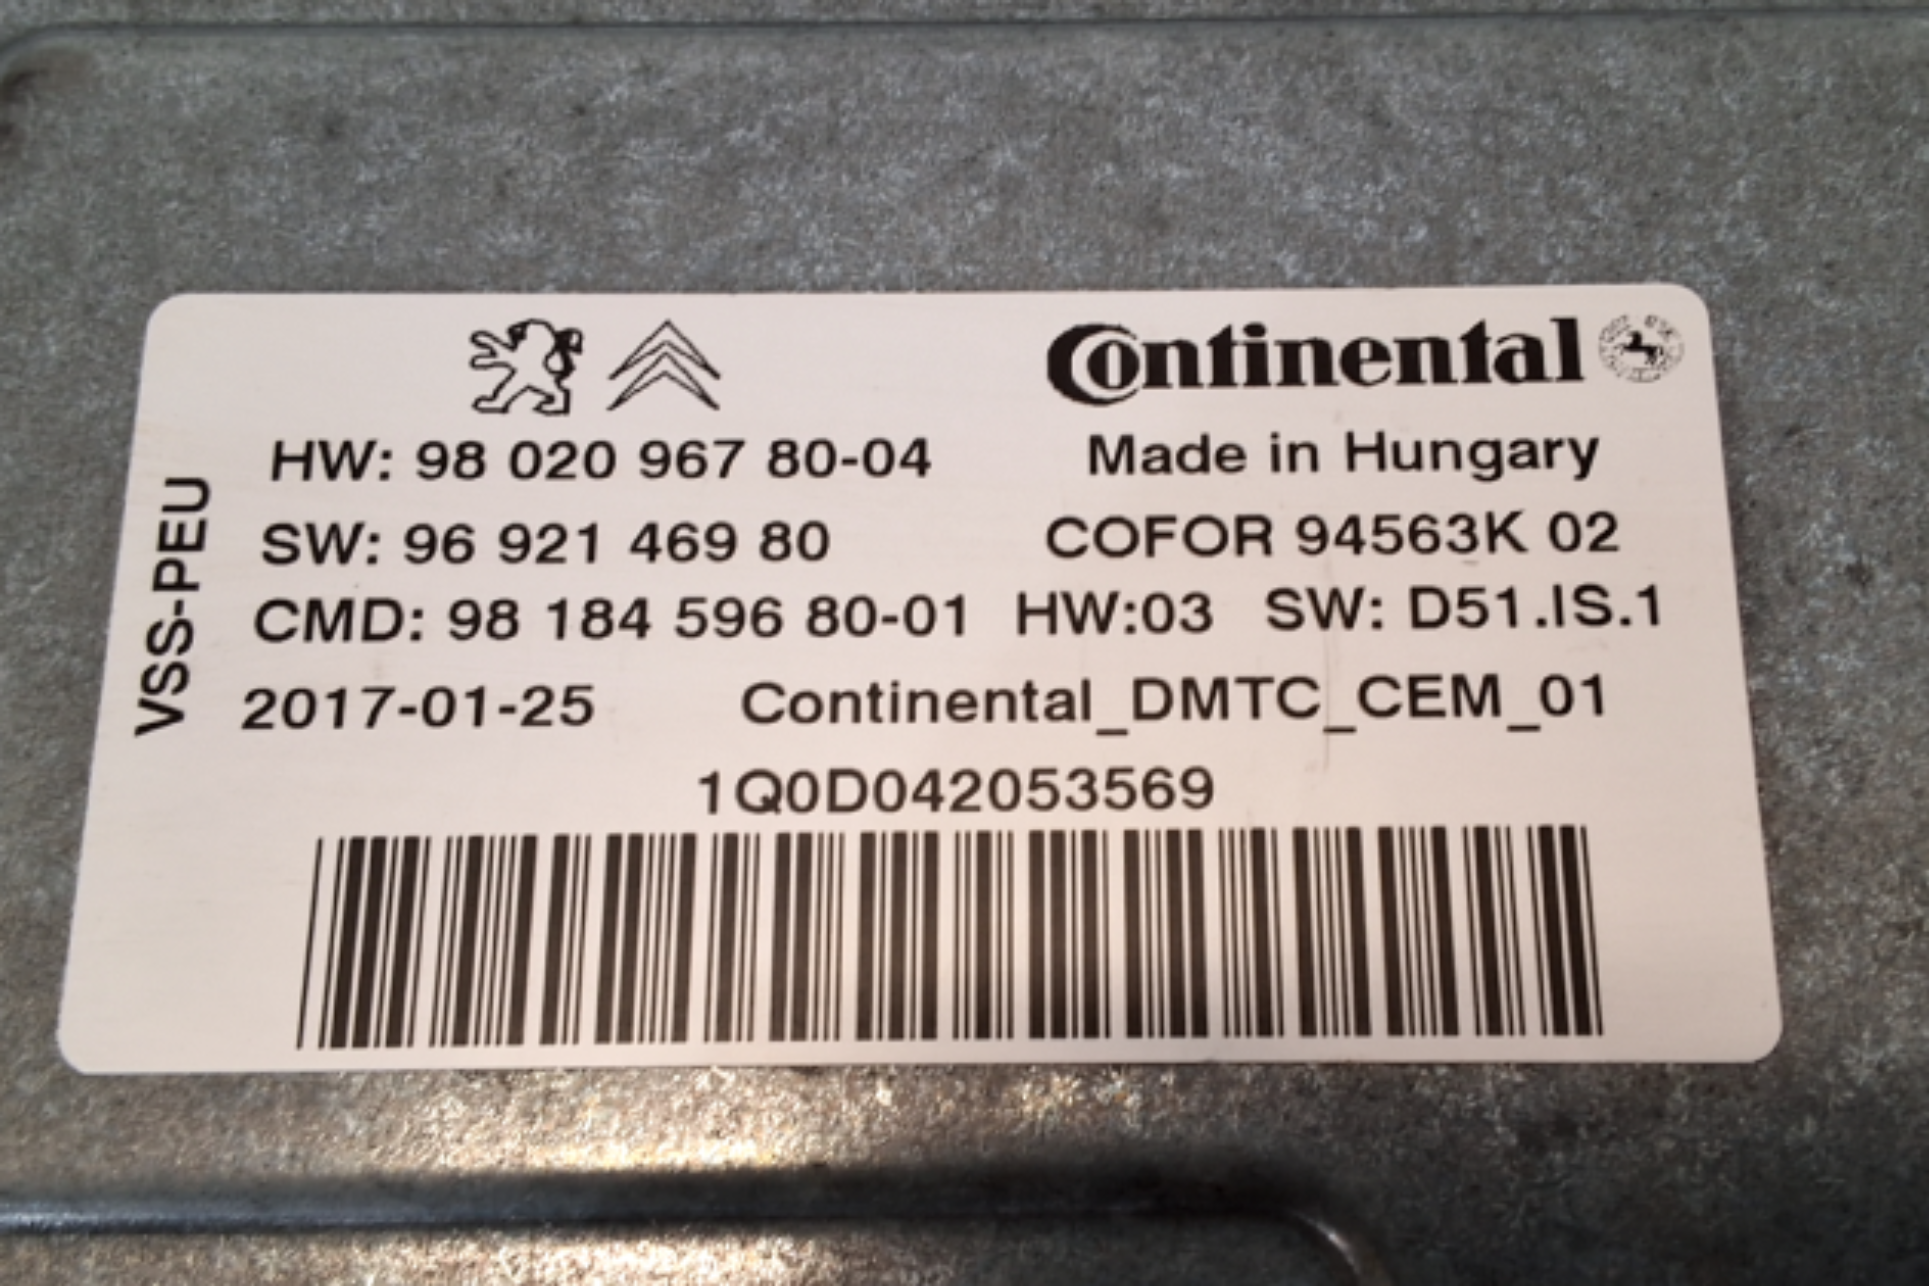 Continental
HW: 98 020 967 80-04
Made in Hungary
SW: 96 921 469 80
COFOR 94563K 02
CMD: 98 184 596 80-01 HW:03 SW: D51.IS.1
2017-01-25 Continental_DMTC_CEM_01
VSS-PEU
1Q0D042053569